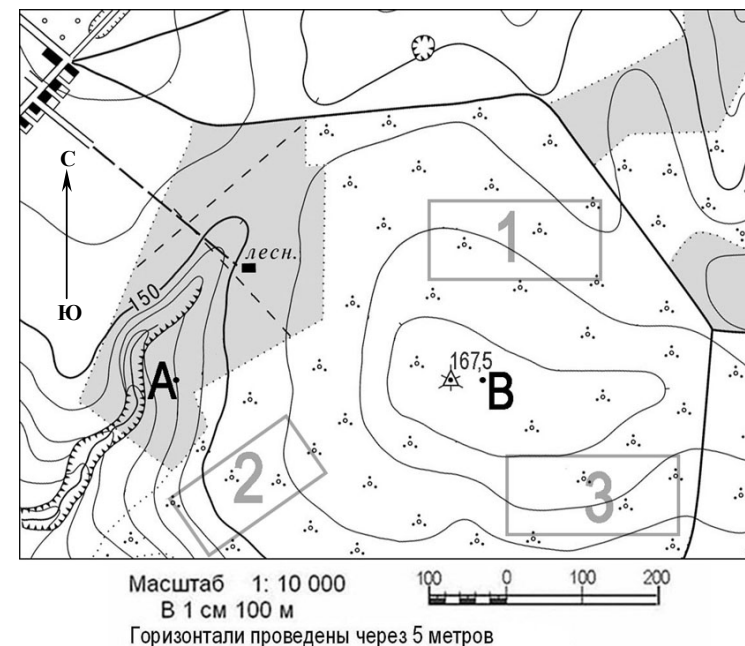 С
лесн.
150
Ю
1
167,5
А
В
2
3
Масштаб 1: 10 000
В 1 см 100 м
100 0 100 200
Горизонтали проведены через 5 метров